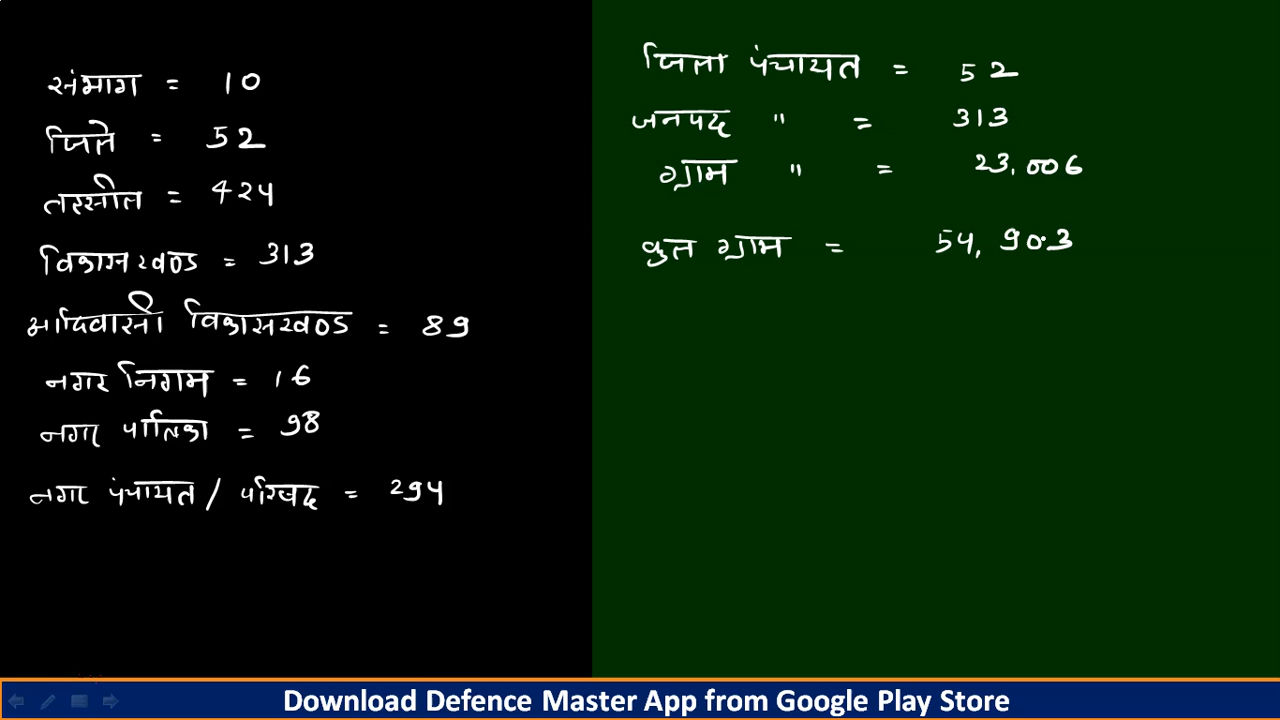 संभाग = 10
जिले = 52
तहसील = 424
विकासखण्ड = 313
आदिवासी विकासखण्ड = 89
नगर निगम = 16
नगर पालिका = 98
नगर पंचायत / परिषद = 294
जिला पंचायत = 52
जनपद " = 313
ग्राम " = 23,006
कुल ग्राम = 54,903
Download Defence Master App from Google Play Store